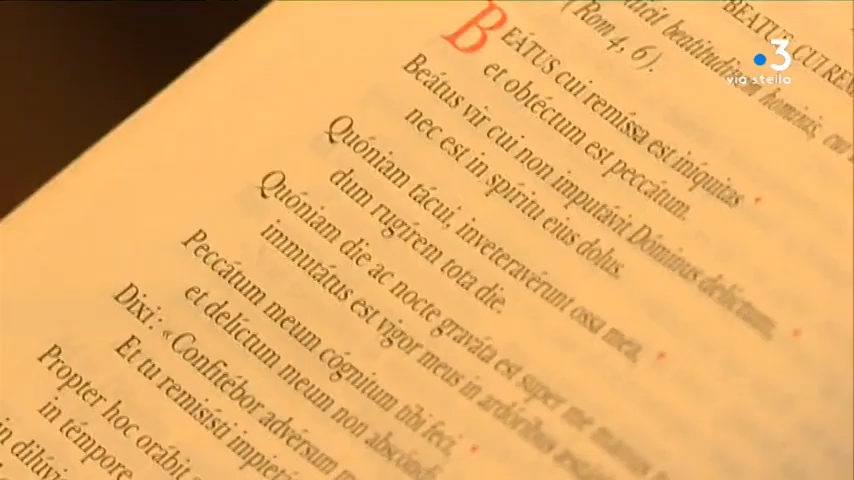 BEATUS CUI REM
dicit beatitudinem hominis, cui
(Rom 4, 6).
BEÁTUS cui remíssa est iníquitas
et obtéctum est peccátum.
Beátus vir cui non imputávit Dóminus delíctum,
nec est in spíritu eius dolus.
Quóniam tácui, inveteravérunt ossa mea,
dum rugírem tota die.
Quóniam die ac nocte graváta est super me manus
immutátus est vigor meus in ardóribus
Peccátum meum cógnitum tibi feci,
et delíctum meum non abscóndi.
Dixi: «Confitébor advérsum
Et tu remisísti impietá
Propter hoc orábit
in témpore
in dilúvio
3
via stella